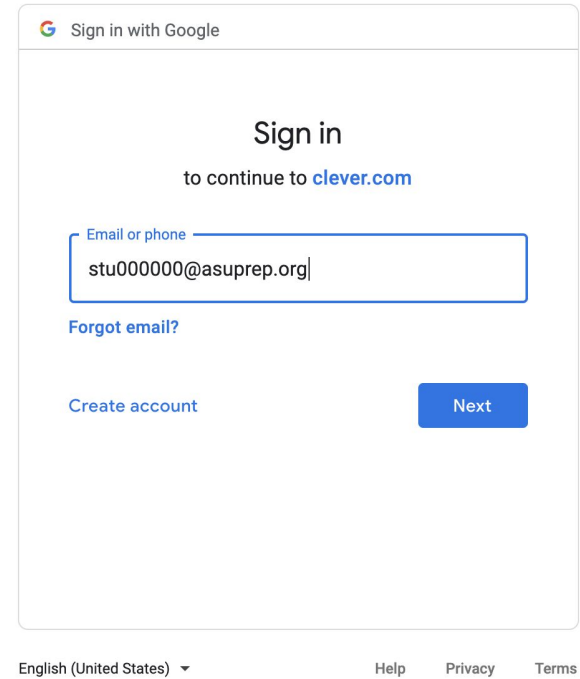 Sign in with Google
Sign in
to continue to clever.com
Email or phone
stu000000@asuprep.org
Forgot email?
Create account
Next
English (United States)
Help
Privacy
Terms